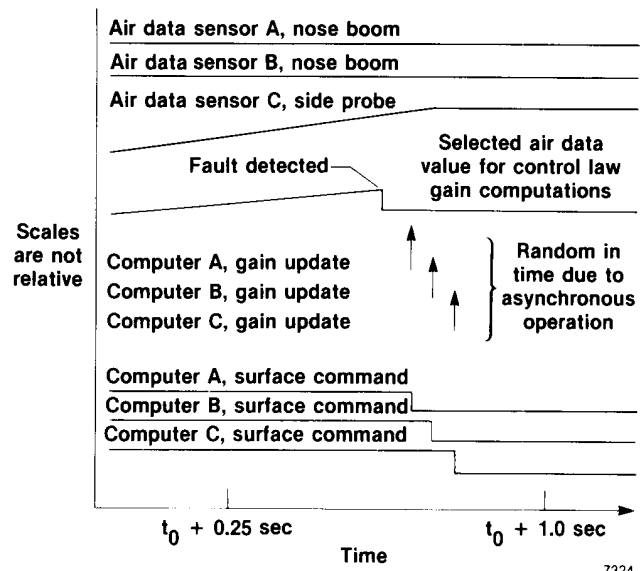 Air data sensor A, nose boom
Air data sensor B, nose boom
Air data sensor C, side probe
Fault detected
Selected air data
value for control law
gain computations
Scales
are not
relative
Computer A, gain update
Computer B, gain update
Computer C, gain update
Random in
time due to
asynchronous
operation
Computer A, surface command
Computer B, surface command
Computer C, surface command
t0 + 0.25 sec
t0 + 1.0 sec
Time